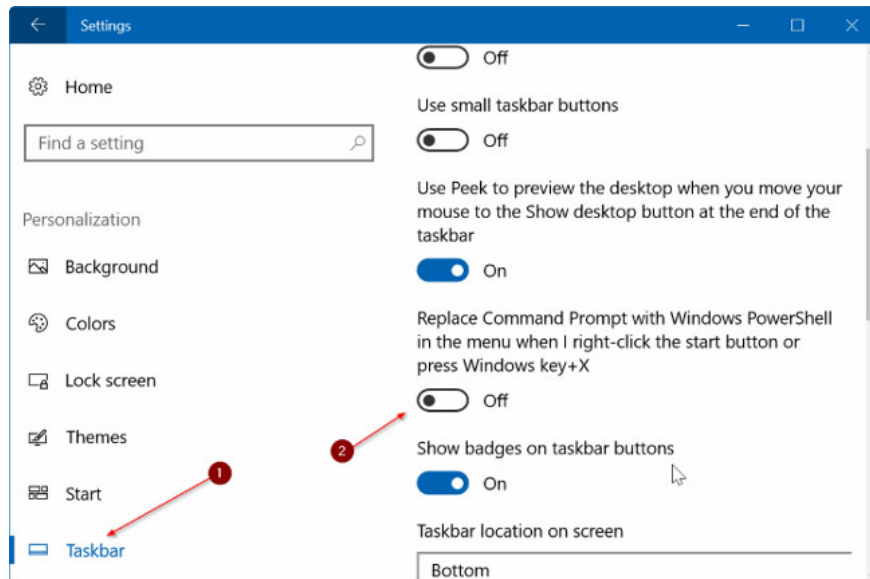 Settings
Home
Find a setting
Personalization
Background
Colors
Lock screen
Themes
Start
Taskbar
1
Off
Use small taskbar buttons
Off
Use Peek to preview the desktop when you move your
mouse to the Show desktop button at the end of the
taskbar
On
Replace Command Prompt with Windows PowerShell
in the menu when I right-click the start button or
press Windows key+X
Off
2
Show badges on taskbar buttons
On
Taskbar location on screen
Bottom